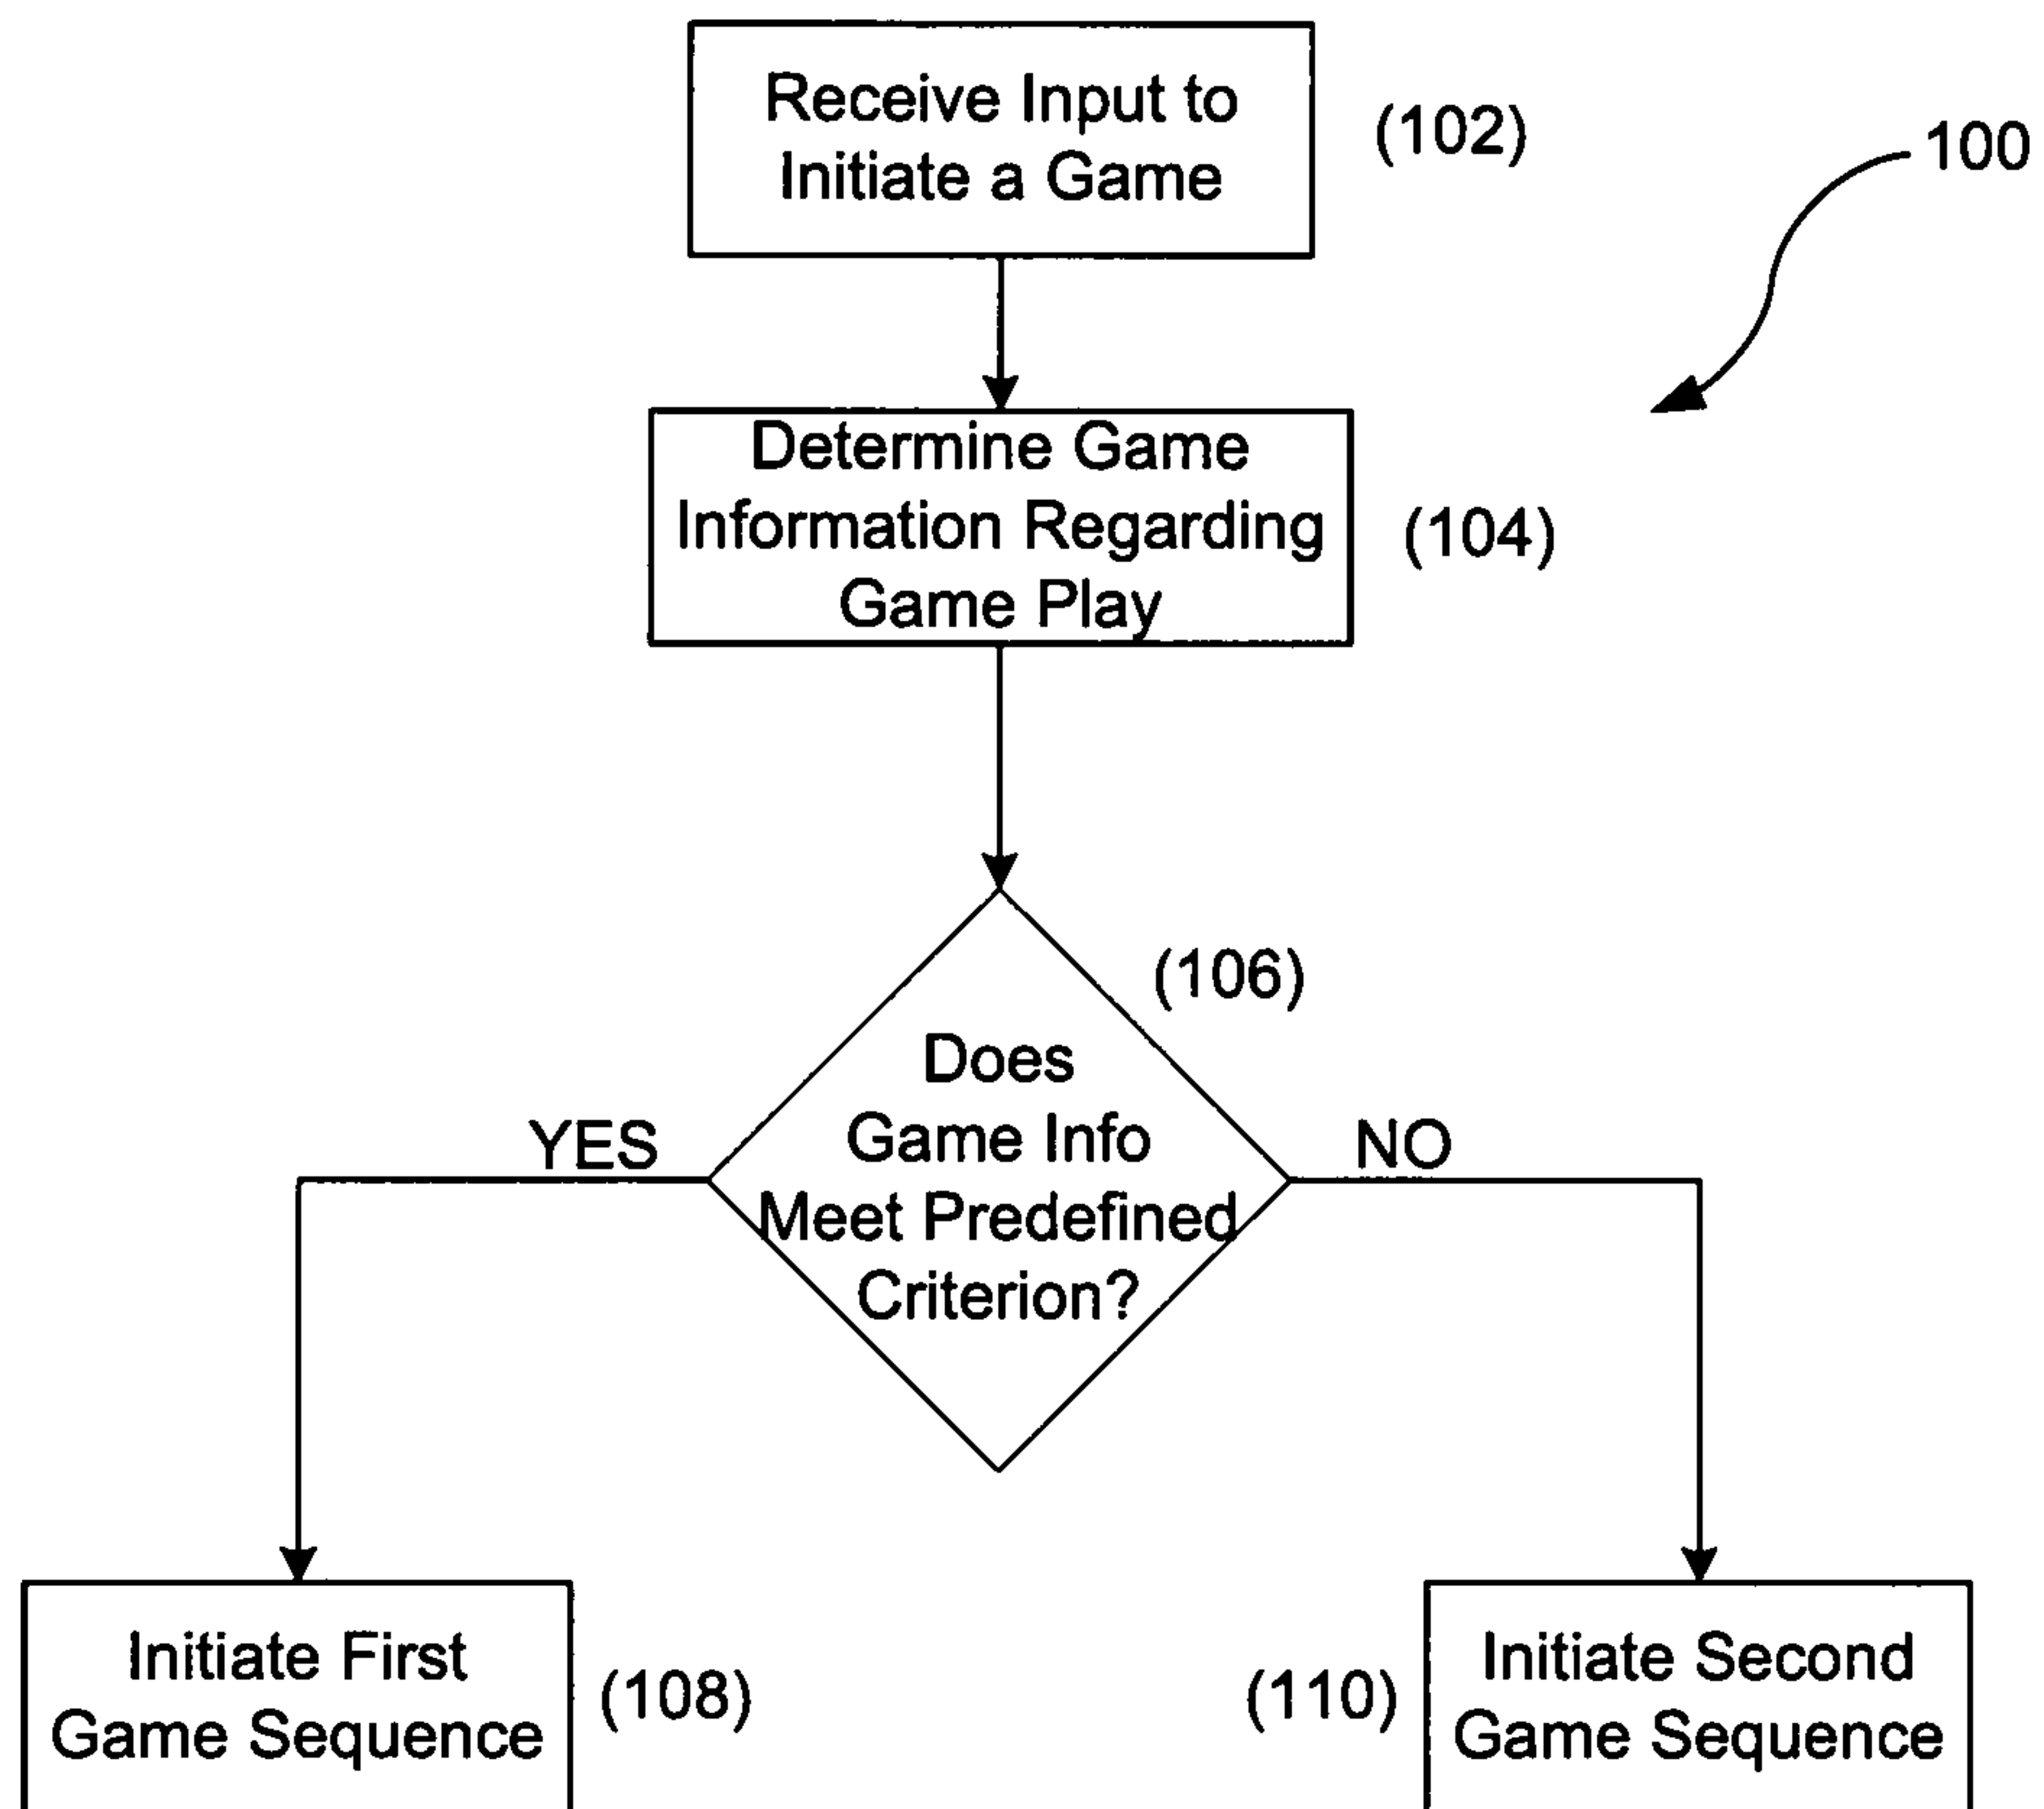 Receive Input to
Initiate a Game
(102)
100
Determine Game
Information Regarding
Game Play
(104)
(106)
Does
Game Info
Meet Predefined
Criterion?
YES
NO
Initiate First
Game Sequence
(108)
(110)
Initiate Second
Game Sequence